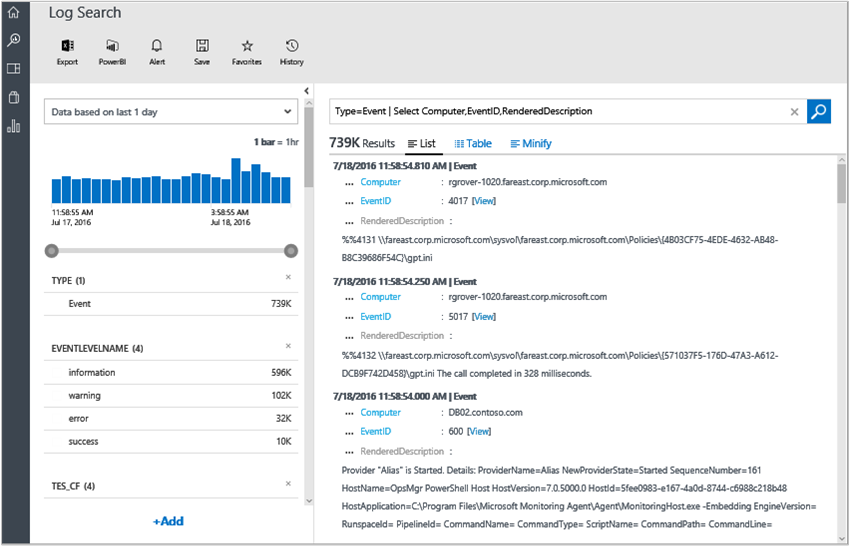 Log Search
Export PowerBI Alert Save Favorites History
Data based on last 1 day
1 bar = 1hr
11:58:55 AM 3:58:55 AM
Jul 17, 2016 Jul 18, 2016
TYPE (1)
Event 739K
EVENTLEVELNAME (4)
information 596K
warning 102K
error 32K
success 10K
TES_CF (4)
+Add
Type=Event | Select Computer,EventID,RenderedDescription
739K Results List Table Minify
7/18/2016 11:58:54.810 AM | Event
... Computer : rgrover-1020.fareast.corp.microsoft.com
... EventID : 4017 [View]
... RenderedDescription :
%%4131 \\fareast.corp.microsoft.com\sysvol\fareast.corp.microsoft.com\Policies\{4B03CF75-4EDE-4632-AB48-
B8C39686F54C}\gpt.ini
7/18/2016 11:58:54.250 AM | Event
... Computer : rgrover-1020.fareast.corp.microsoft.com
... EventID : 5017 [View]
... RenderedDescription :
%%4132 \\fareast.corp.microsoft.com\sysvol\fareast.corp.microsoft.com\Policies\{571037F5-176D-47A3-A612-
DCB9F742D458}\gpt.ini The call completed in 328 milliseconds.
7/18/2016 11:58:54.000 AM | Event
... Computer : DB02.contoso.com
... EventID : 600 [View]
... RenderedDescription :
Provider "Alias" is Started. Details: ProviderName=Alias NewProviderState=Started SequenceNumber=161
HostName=OpsMgr PowerShell Host HostVersion=7.0.5000.0 HostId=5fee0983-e167-4a0d-8744-c6988c218b48
HostApplication=C:\Program Files\Microsoft Monitoring Agent\Agent\MonitoringHost.exe -Embedding EngineVersion=
RunspaceId= PipelineId= CommandName= CommandType= ScriptName= CommandPath= CommandLine=